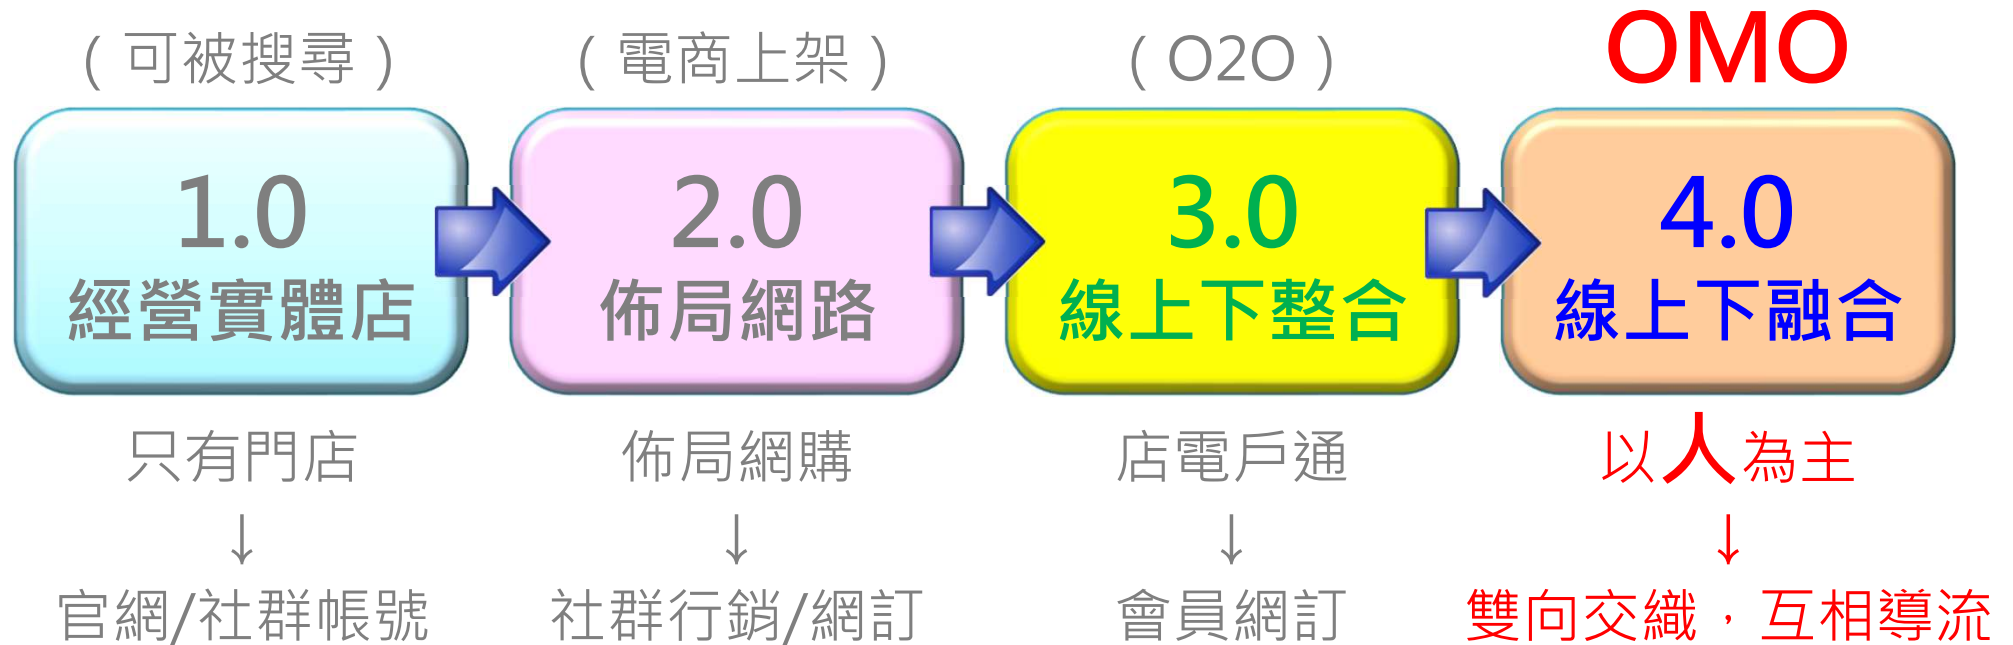 (可被搜尋)
(電商上架)
(O2O)
OMO
1.0
經營實體店
2.0
佈局網路
3.0
線上下整合
4.0
線上下融合
只有門店
↓
官網/社群帳號
佈局網購
↓
社群行銷/網訂
店電戶通
↓
會員網訂
以人為主
↓
雙向交織，互相導流